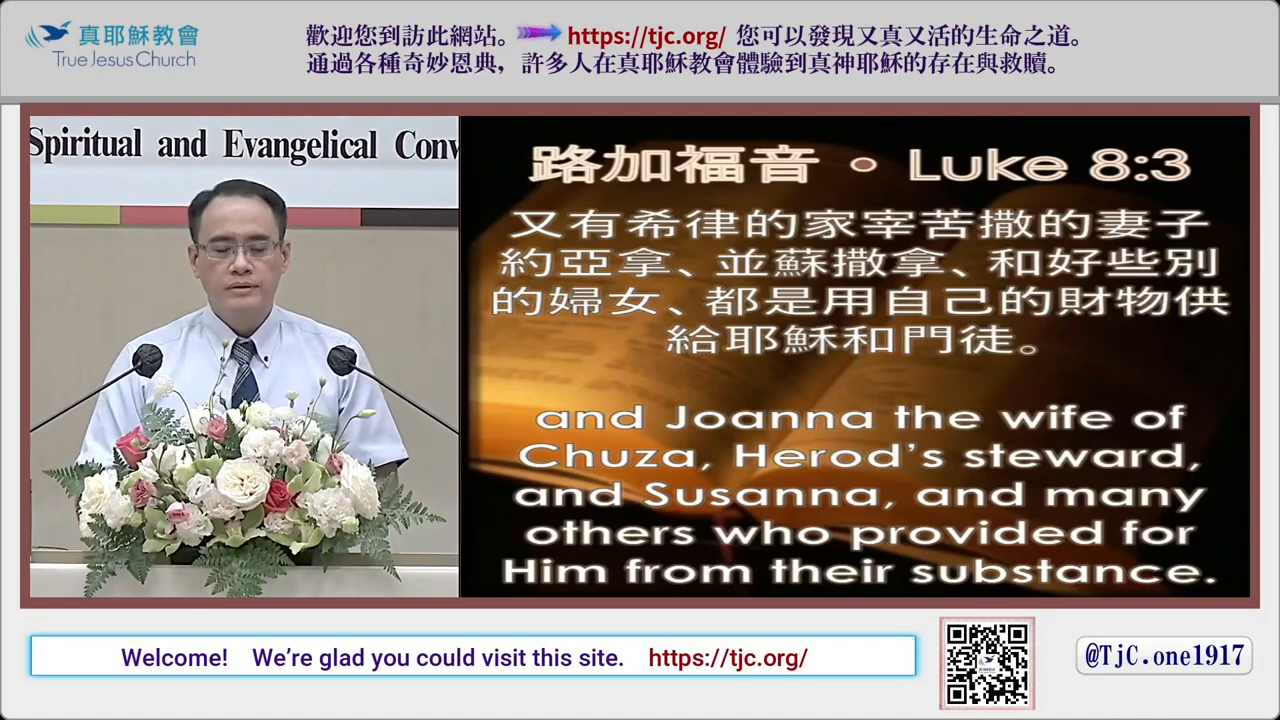 真耶穌教會
True Jesus Church
歡迎您到訪此網站。 https://tjc.org/ 您可以發現又真又活的生命之道。
通過各種奇妙恩典，許多人在真耶穌教會體驗到真神耶穌的存在與救贖。
Spiritual and Evangelical Conv
路加福音 • Luke 8:3
又有希律的家宰苦撒的妻子
約亞拿、並蘇撒拿、和好些別
的婦女、都是用自己的財物供
給耶穌和門徒。
and Joanna the wife of
Chuza, Herod's steward,
and Susanna, and many
others who provided for
Him from their substance.
Welcome! We're glad you could visit this site. https://tjc.org/
@TjC.one1917